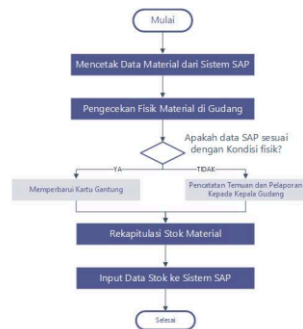 Mulai
Mencetak Data Material dari Sistem SAP
Pengecekan Fisik Material di Gudang
Apakah data SAP sesuai
dengan Kondisi fisik?
YA
TIDAK
Memperbarui Kartu Gantung
Pencatatan Temuan dan Pelaporan
Kepada Kepala Gudang
Rekapitulasi Stok Material
Input Data Stok ke Sistem SAP
Selesai